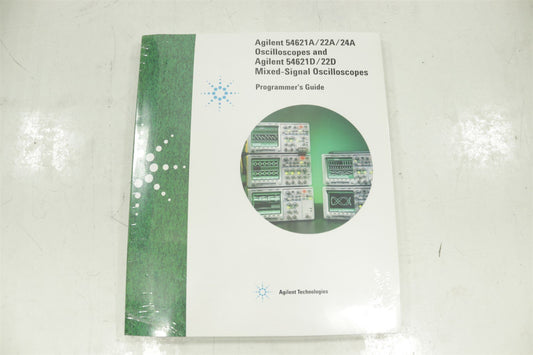 Agilent 54621A/22A/24A
Oscilloscopes and
Agilent 54621D/22D
Mixed-Signal Oscilloscopes
Programmer's Guide
Agilent Technologies